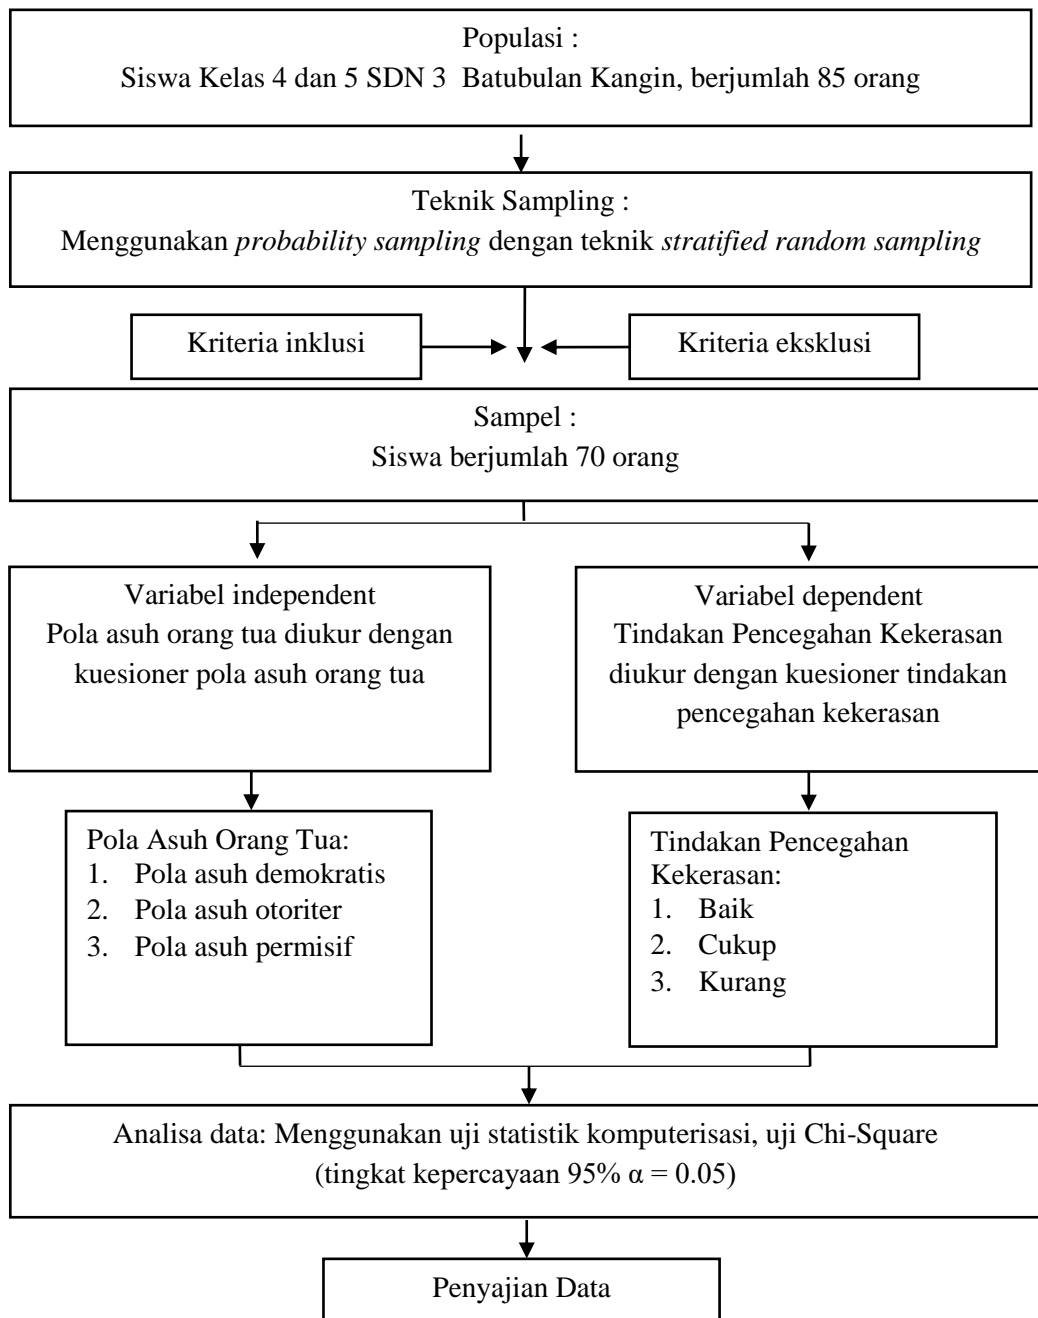 Populasi :
Siswa Kelas 4 dan 5 SDN 3 Batubulan Kangin, berjumlah 85 orang
Teknik Sampling :
Menggunakan probability sampling dengan teknik stratified random sampling
Kriteria inklusi
Kriteria eksklusi
Sampel :
Siswa berjumlah 70 orang
Variabel independent
Pola asuh orang tua diukur dengan
kuesioner pola asuh orang tua
Variabel dependent
Tindakan Pencegahan Kekerasan
diukur dengan kuesioner tindakan
pencegahan kekerasan
Pola Asuh Orang Tua:
1. Pola asuh demokratis
2. Pola asuh otoriter
3. Pola asuh permisif
Tindakan Pencegahan
Kekerasan:
1. Baik
2. Cukup
3. Kurang
Analisa data: Menggunakan uji statistik komputerisasi, uji Chi-Square
(tingkat kepercayaan 95% α = 0.05)
Penyajian Data